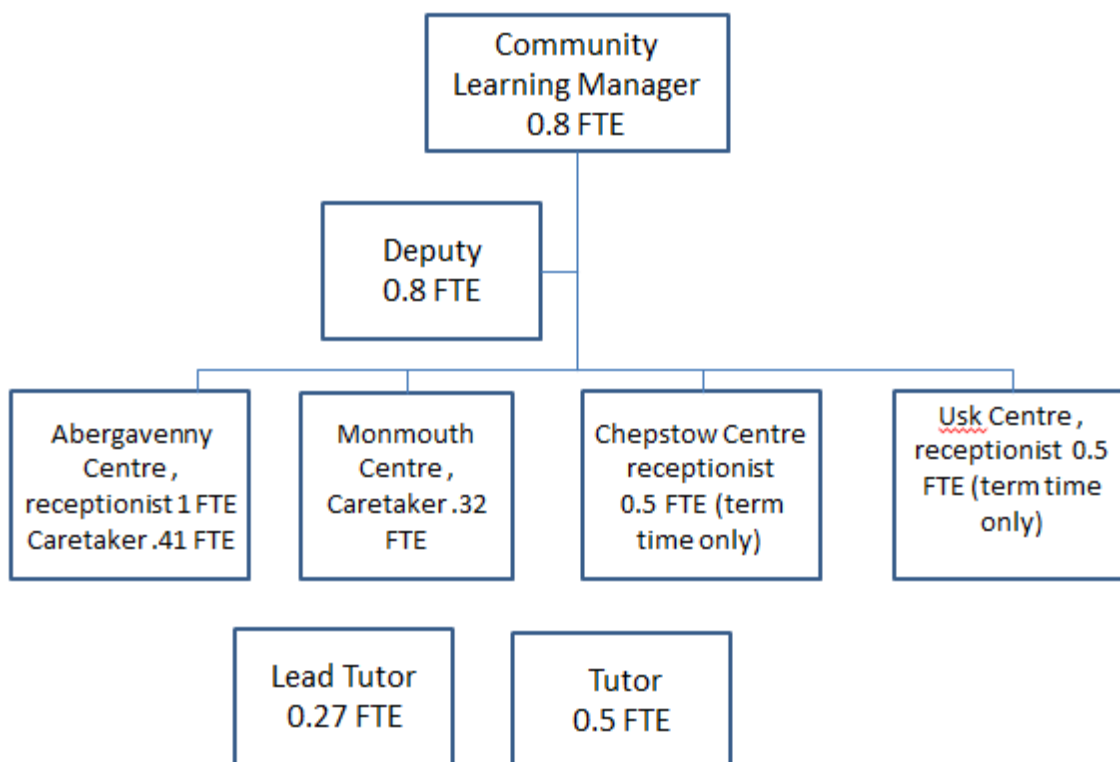 Community
Learning Manager
0.8 FTE
Deputy
0.8 FTE
Abergavenny
Centre ,
receptionist 1 FTE
Caretaker .41 FTE
Monmouth
Centre ,
Caretaker .32
FTE
Chepstow Centre
receptionist
0.5 FTE (term
time only)
Usk Centre ,
receptionist 0.5
FTE (term time
only)
Lead Tutor
0.27 FTE
Tutor
0.5 FTE